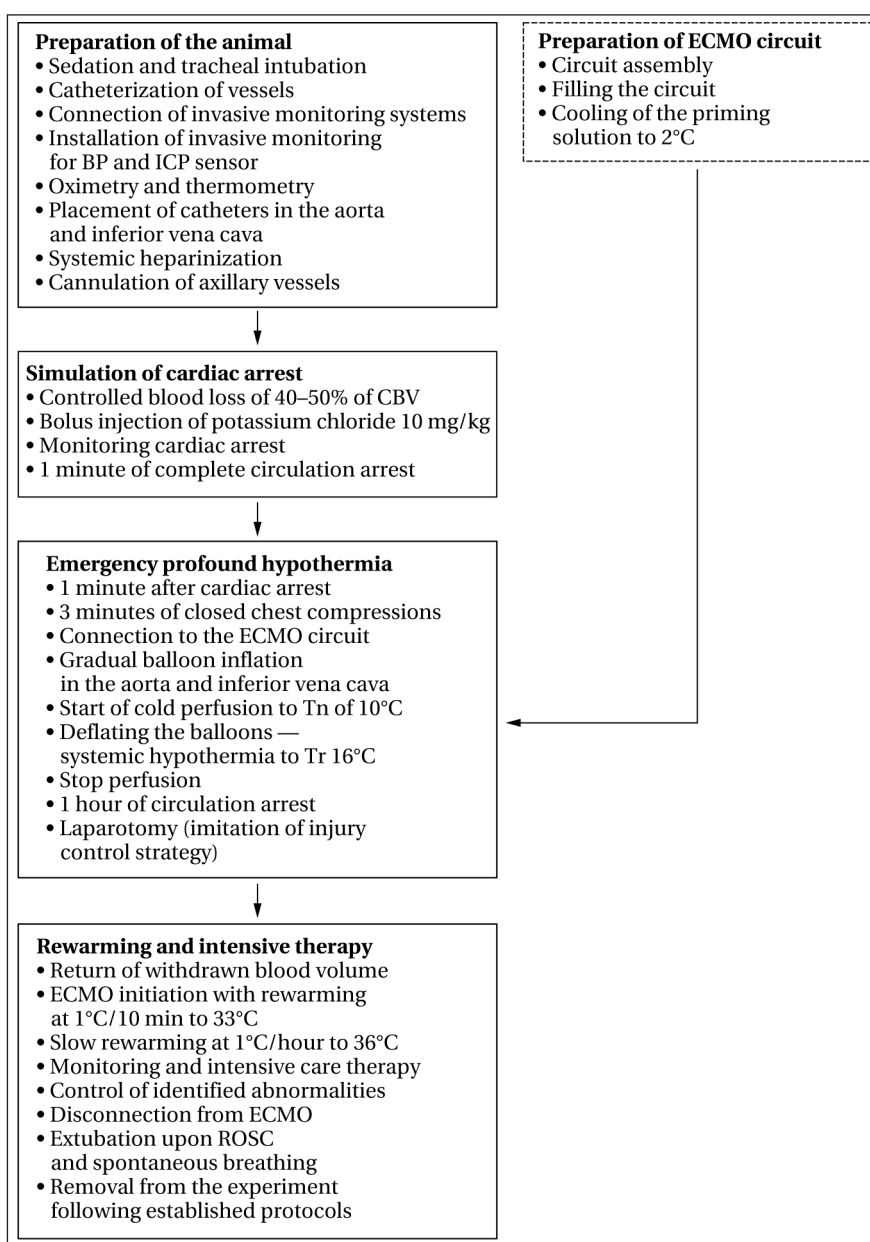 Preparation of the animal
• Sedation and tracheal intubation
• Catheterization of vessels
• Connection of invasive monitoring systems
• Installation of invasive monitoring
for BP and ICP sensor
• Oximetry and thermometry
• Placement of catheters in the aorta
and inferior vena cava
• Systemic heparinization
• Cannulation of axillary vessels
Preparation of ECMO circuit
• Circuit assembly
• Filling the circuit
• Cooling of the priming
solution to 2°C
Simulation of cardiac arrest
• Controlled blood loss of 40–50% of CBV
• Bolus injection of potassium chloride 10 mg/kg
• Monitoring cardiac arrest
• 1 minute of complete circulation arrest
Emergency profound hypothermia
• 1 minute after cardiac arrest
• 3 minutes of closed chest compressions
• Connection to the ECMO circuit
• Gradual balloon inflation
in the aorta and inferior vena cava
• Start of cold perfusion to Tn of 10°C
• Deflating the balloons —
systemic hypothermia to Tr 16°C
• Stop perfusion
• 1 hour of circulation arrest
• Laparotomy (imitation of injury
control strategy)
Rewarming and intensive therapy
• Return of withdrawn blood volume
• ECMO initiation with rewarming
at 1°C/10 min to 33°C
• Slow rewarming at 1°C/hour to 36°C
• Monitoring and intensive care therapy
• Control of identified abnormalities
• Disconnection from ECMO
• Extubation upon ROSC
and spontaneous breathing
• Removal from the experiment
following established protocols